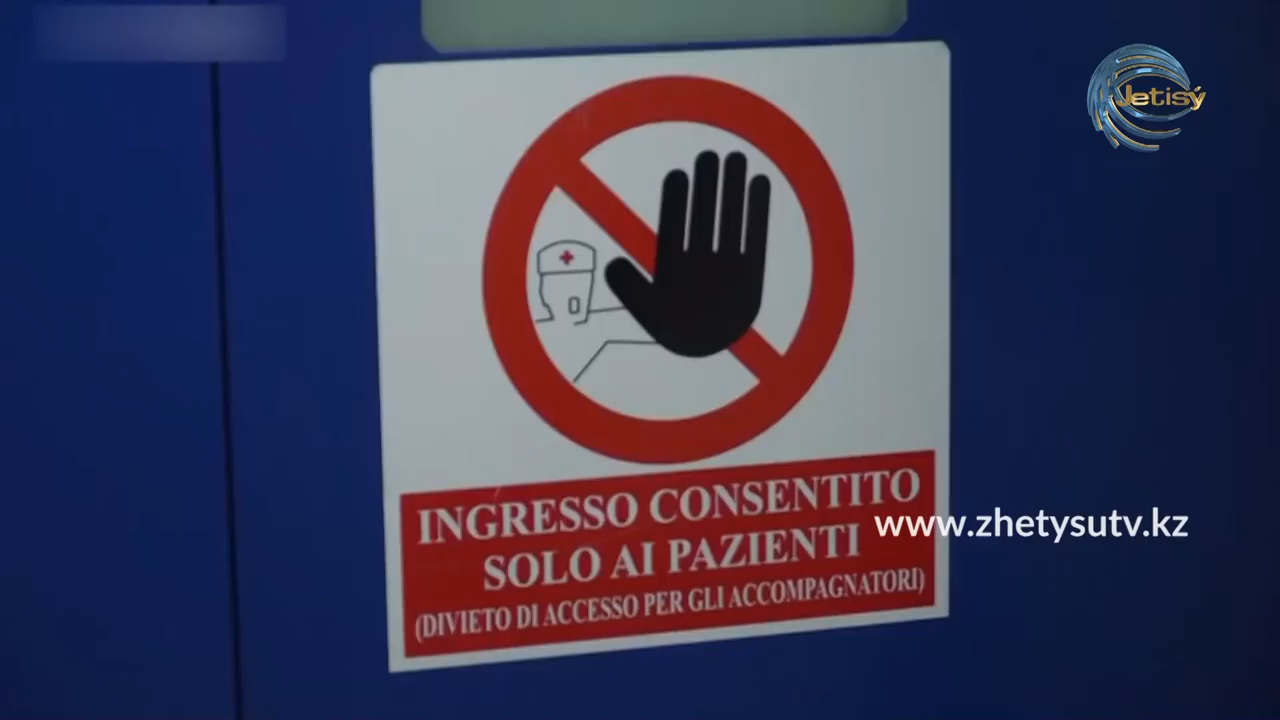 Jetisý
INGRESSO CONSENTITO
SOLO AI PAZIENTI
(DIVIETO DI ACCESSO PER GLI ACCOMPAGNATORI)
www.zhetysutv.kz